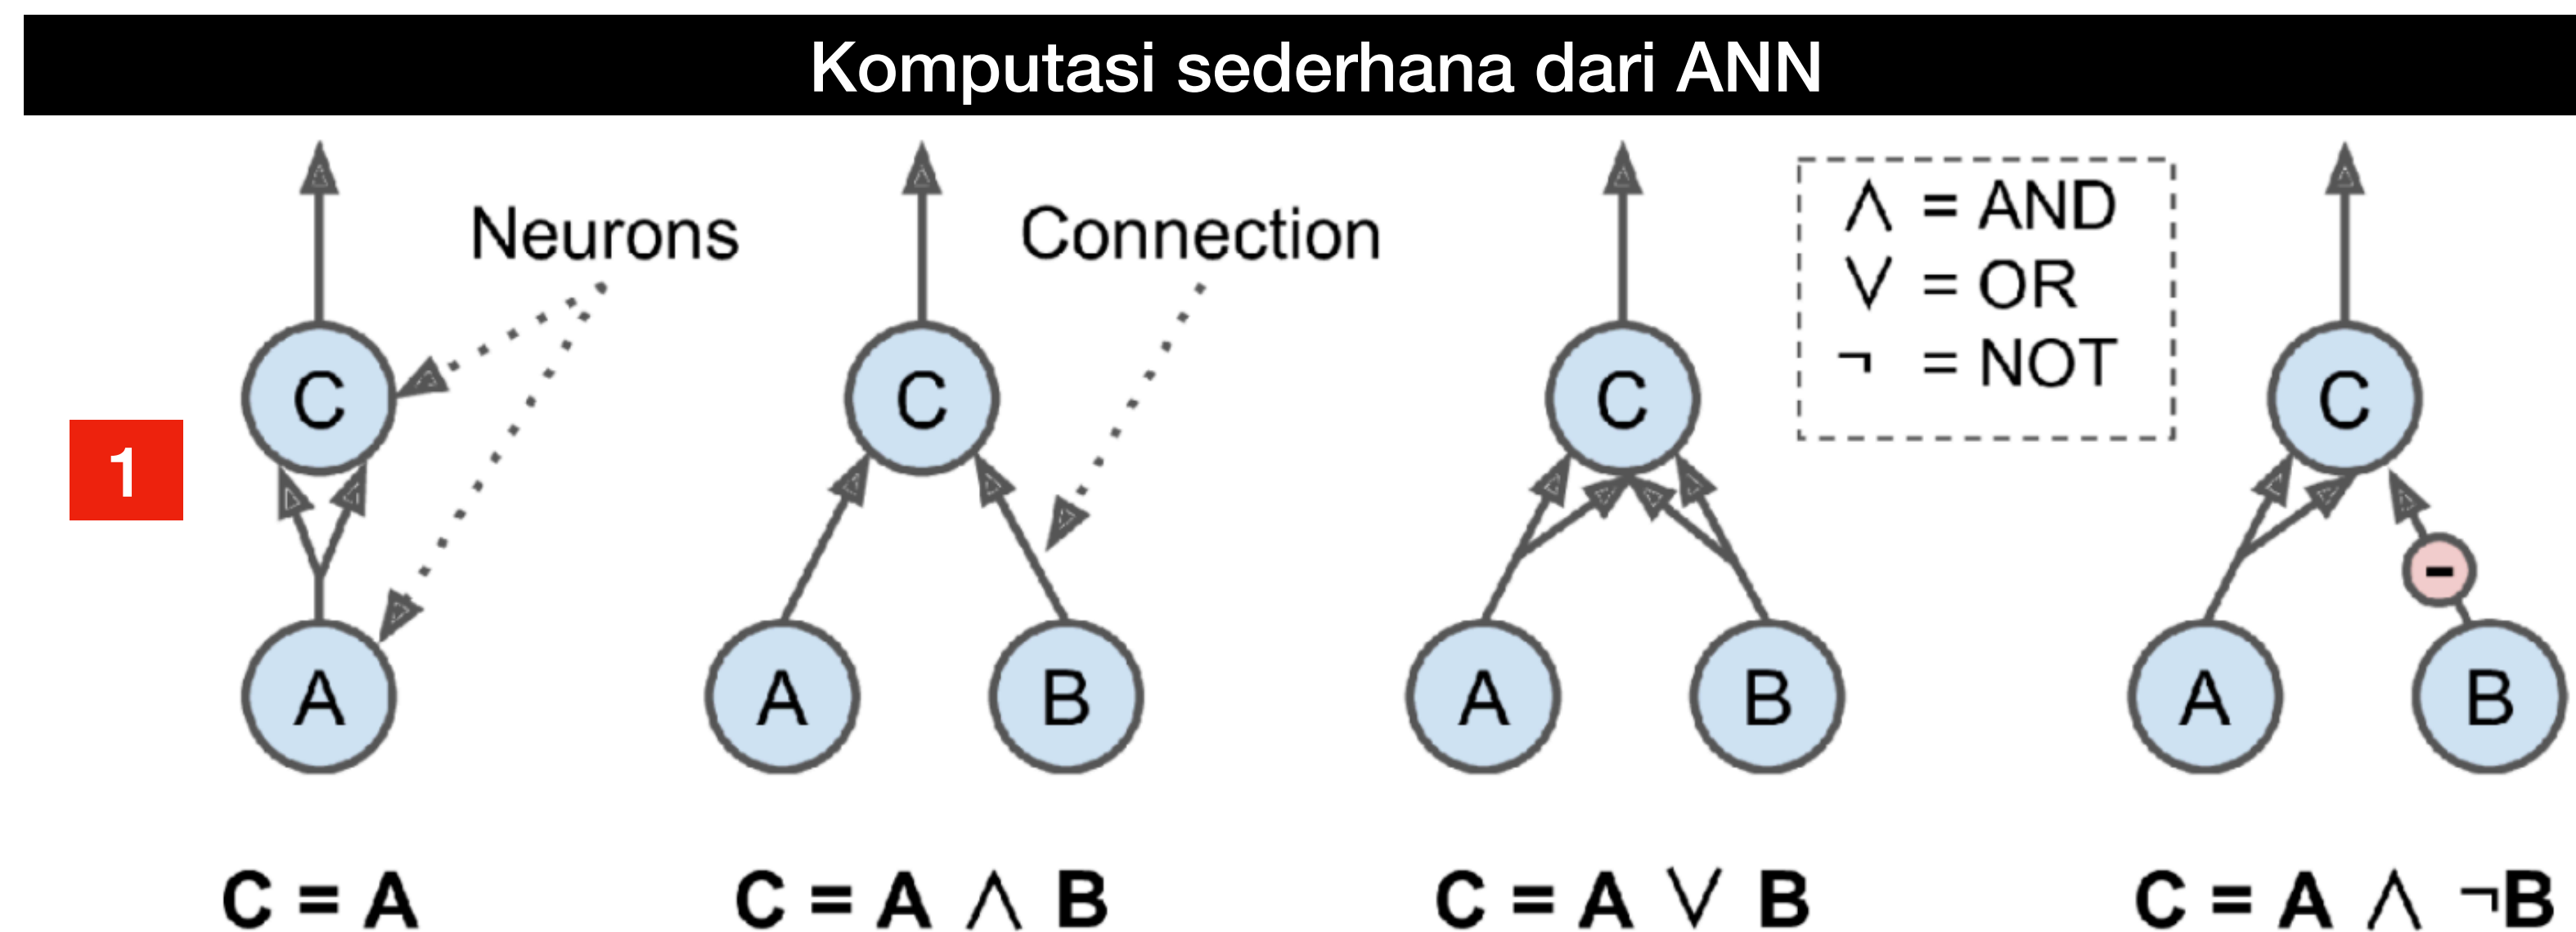 Komputasi sederhana dari ANN
Neurons
Connection
∧ = AND
∨ = OR
¬ = NOT
C
C
C
C
1
A
A
B
A
B
A
-
B
C = A
C = A ∧ B
C = A ∨ B
C = A ∧ ¬B